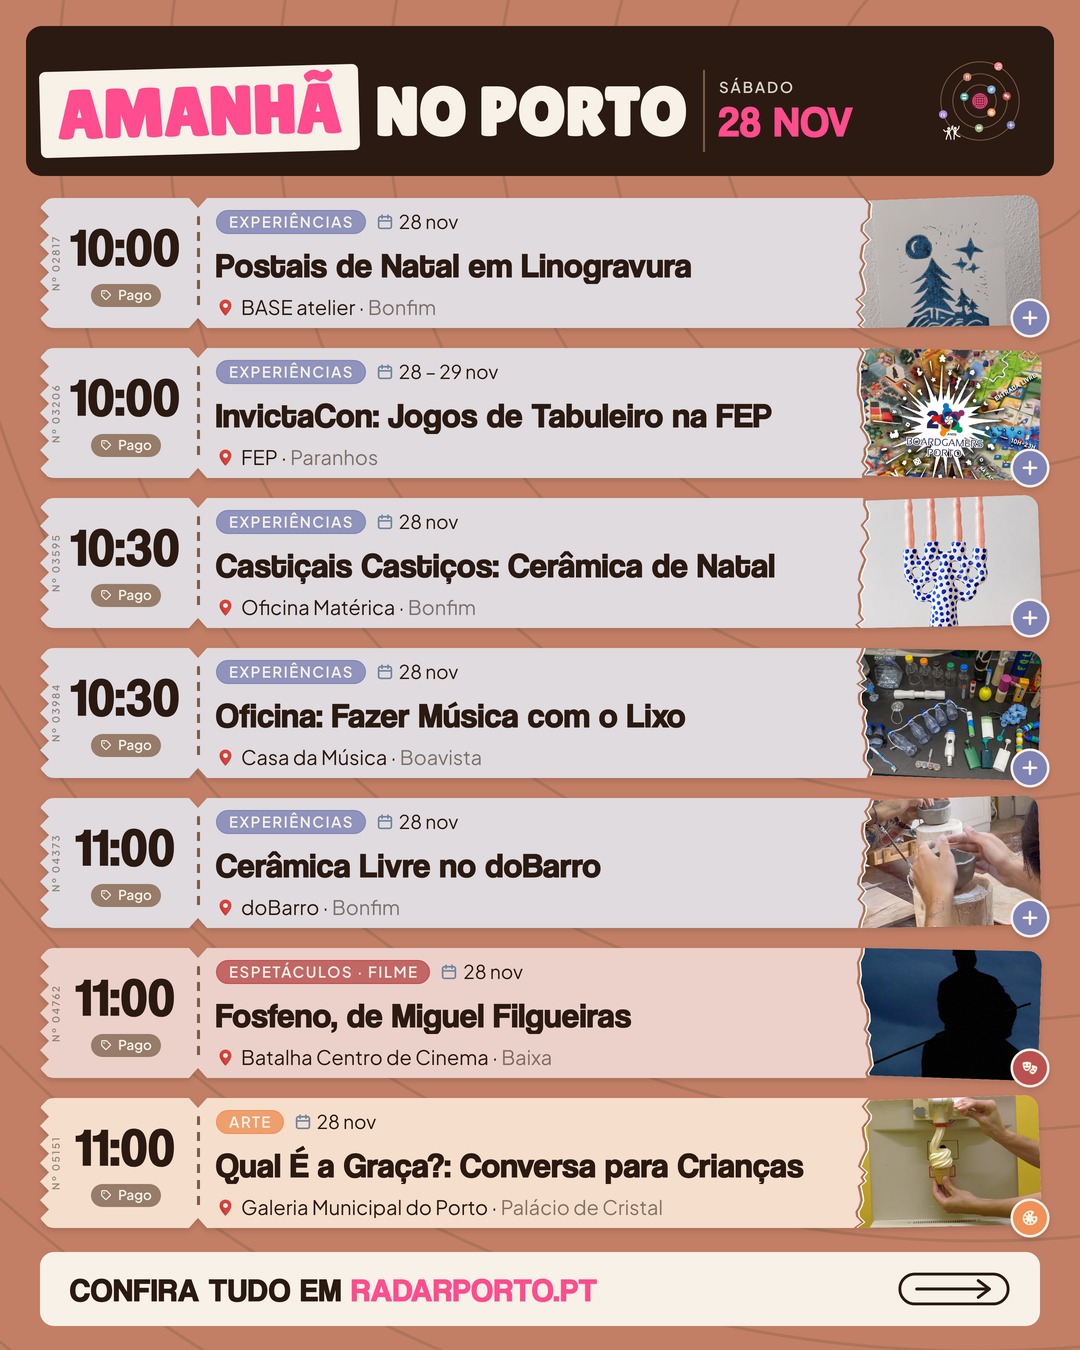 AMANHÃ NO PORTO
SÁBADO
28 NOV
Nº 02817
10:00
Pago
EXPERIÊNCIAS 28 nov
Postais de Natal em Linogravura
BASE atelier · Bonfim
Nº 03206
10:00
Pago
EXPERIÊNCIAS 28 – 29 nov
InvictaCon: Jogos de Tabuleiro na FEP
FEP · Paranhos
ENTRADA LIVRE
BOARDGAMERS
PORTO
10H-23H
Nº 03595
10:30
Pago
EXPERIÊNCIAS 28 nov
Castiçais Castiços: Cerâmica de Natal
Oficina Matérica · Bonfim
Nº 03984
10:30
Pago
EXPERIÊNCIAS 28 nov
Oficina: Fazer Música com o Lixo
Casa da Música · Boavista
Nº 04373
11:00
Pago
EXPERIÊNCIAS 28 nov
Cerâmica Livre no doBarro
doBarro · Bonfim
Nº 04762
11:00
Pago
ESPETÁCULOS · FILME 28 nov
Fosfeno, de Miguel Filgueiras
Batalha Centro de Cinema · Baixa
Nº 05151
11:00
Pago
ARTE 28 nov
Qual É a Graça?: Conversa para Crianças
Galeria Municipal do Porto · Palácio de Cristal
CONFIRA TUDO EM RADARPORTO.PT